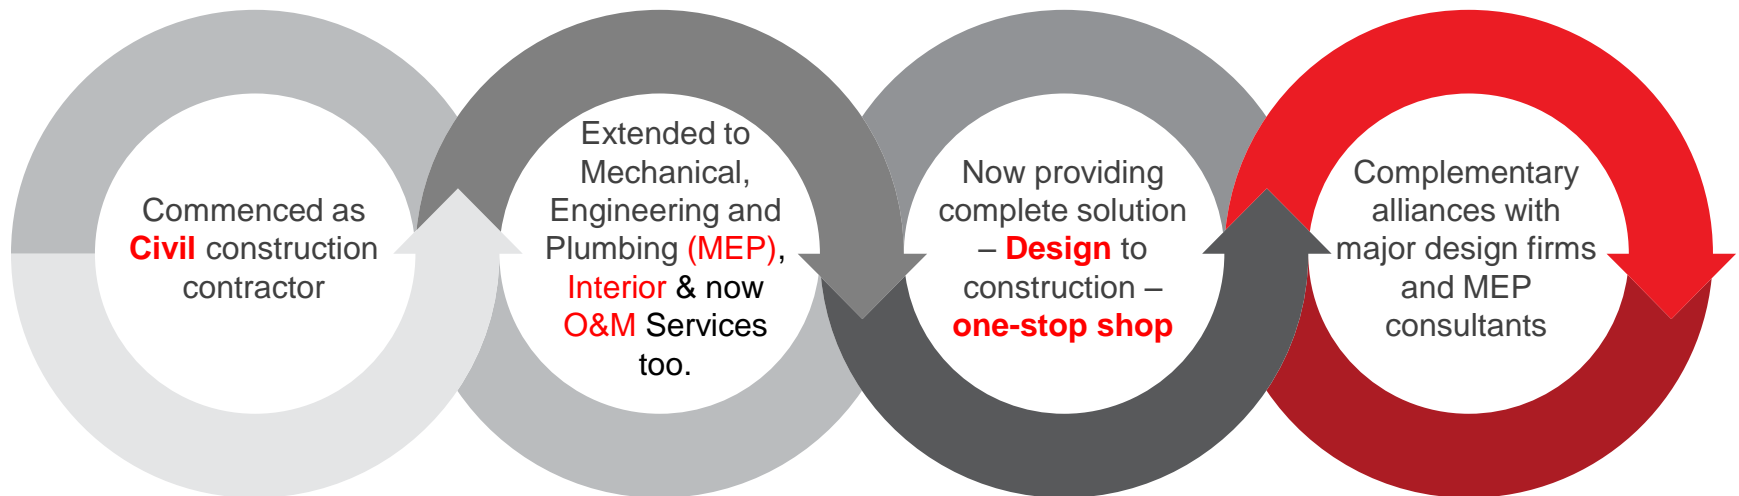 Commenced as
Civil construction
contractor
Extended to
Mechanical,
Engineering and
Plumbing (MEP),
Interior & now
O&M Services
too.
Now providing
complete solution
– Design to
construction –
one-stop shop
Complementary
alliances with
major design firms
and MEP
consultants